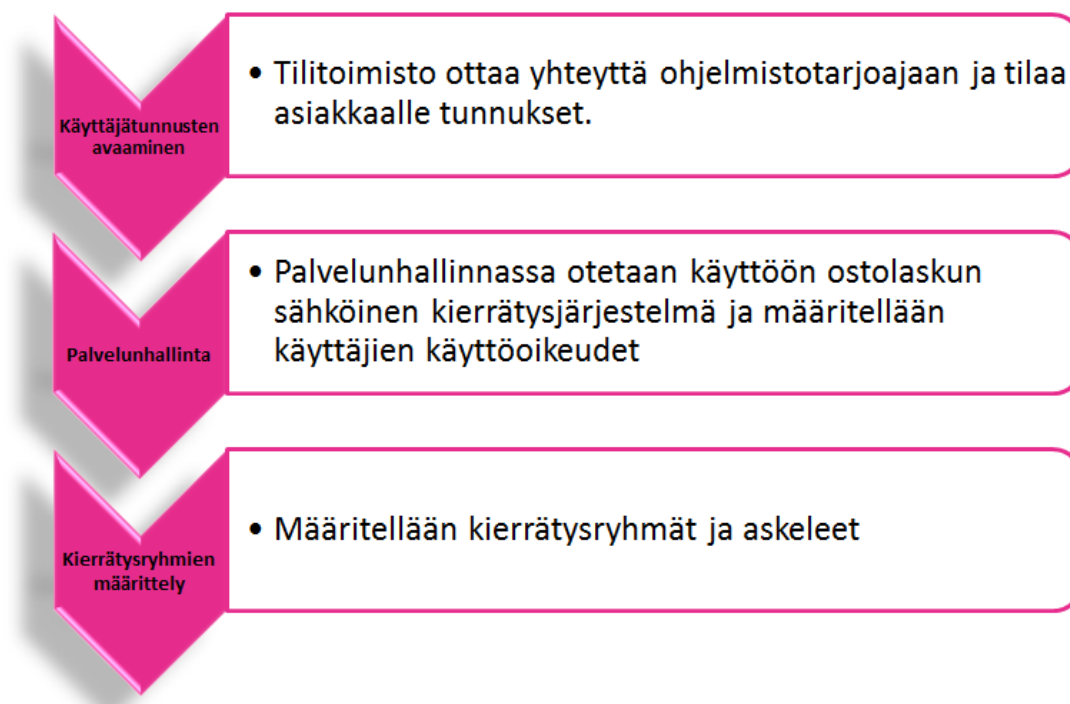 Käyttäjätunnusten
avaaminen
• Tilitoimisto ottaa yhteyttä ohjelmistotarjoajaan ja tilaa
asiakkaalle tunnukset.
Palvelunhallinta
• Palvelunhallinnassa otetaan käyttöön ostolaskun
sähköinen kierrätysjärjestelmä ja määritellään
käyttäjien käyttöoikeudet
Kierrätysryhmien
määrittely
• Määritellään kierrätysryhmät ja askeleet